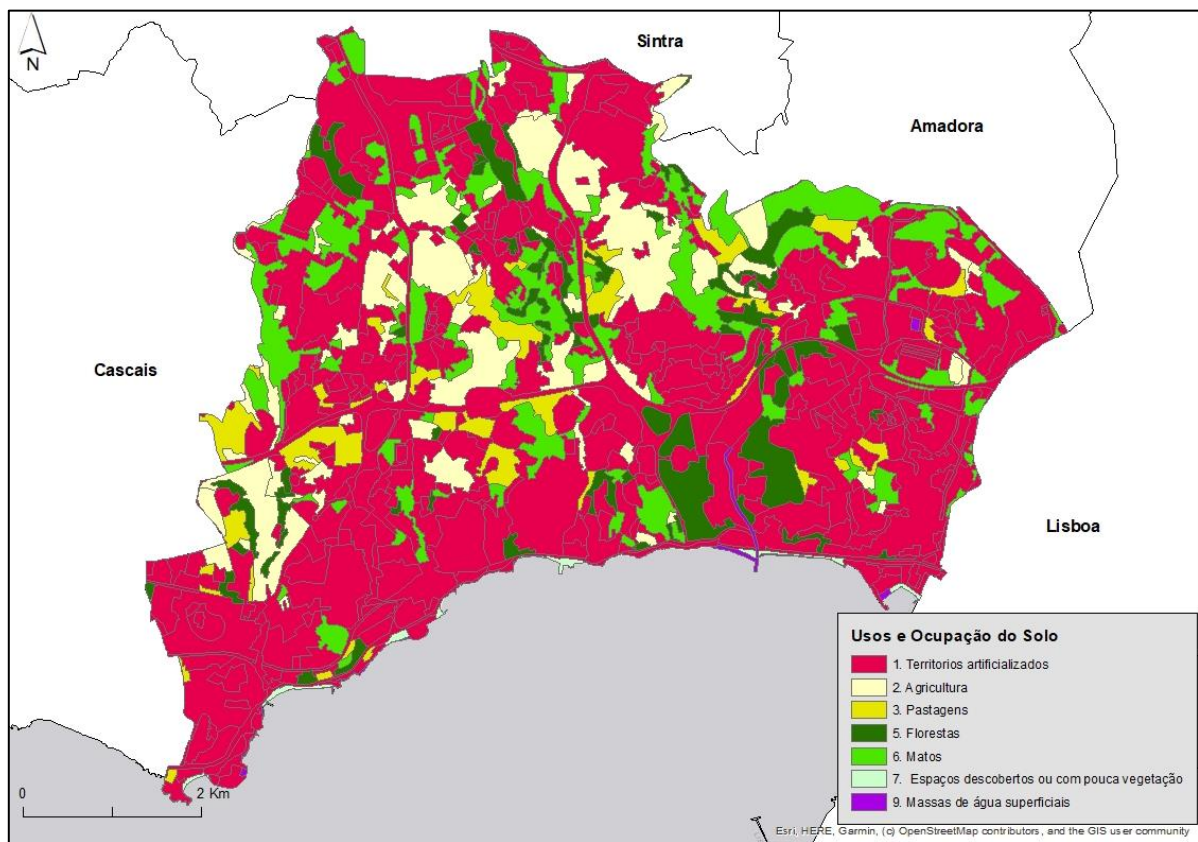 Sintra
N
Amadora
Cascais
Lisboa
Usos e Ocupação do Solo
1. Territorios artificializados
2. Agricultura
3. Pastagens
5. Florestas
6. Matos
7. Espaços descobertos ou com pouca vegetação
9. Massas de água superficiais
0 2 Km
Esri, HERE, Garmin, (c) OpenStreetMap contributors, and the GIS user community